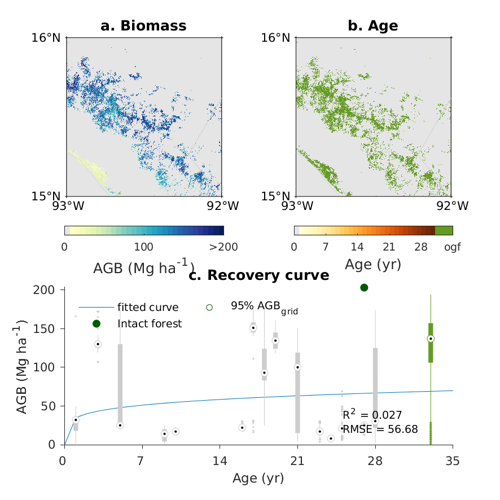 a. Biomass
b. Age
16°N
15°N
93°W
92°W
16°N
15°N
93°W
92°W
0 100 >200
AGB (Mg ha-1)
0 7 14 21 28 ogf
Age (yr)
c. Recovery curve
fitted curve
Intact forest
95% AGBgrid
AGB (Mg ha-1)
200
150
100
50
0
R2 = 0.027
RMSE = 56.68
0 7 14 21 28 35
Age (yr)